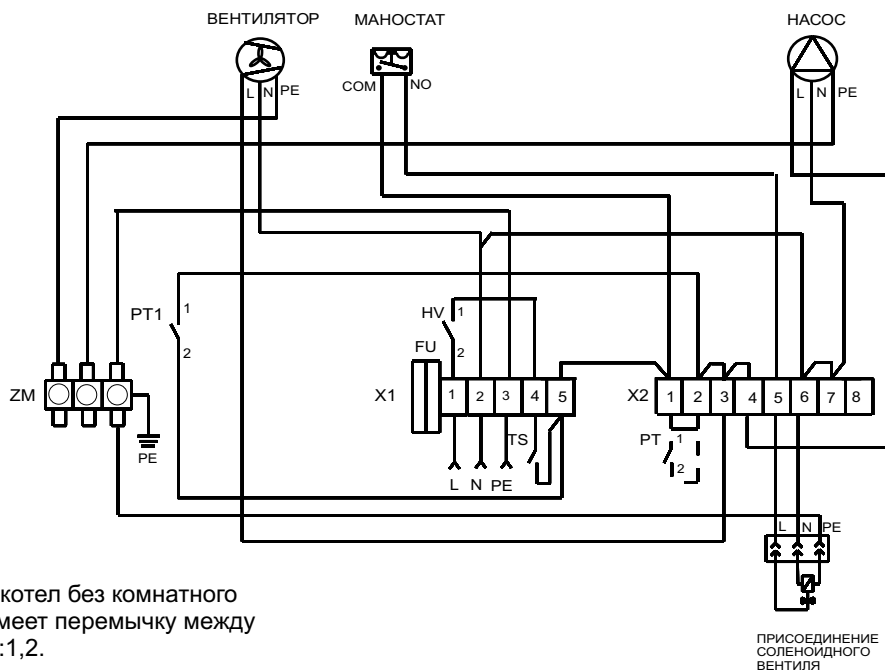 ВЕНТИЛЯТОР МАНОСТАТ НАСОС
L N PE COM NO L N PE
PT1 1 2
HV 1 2
FU
ZM
PE
X1 1 2 3 4 5
X2 1 2 3 4 5 6 7 8
TS
PT 1 2
L N PE
L N PE
котел без комнатного
меет перемычку между
:1,2.
ПРИСОЕДИНЕНИЕ
СОЛЕНОИДНОГО
ВЕНТИЛЯ